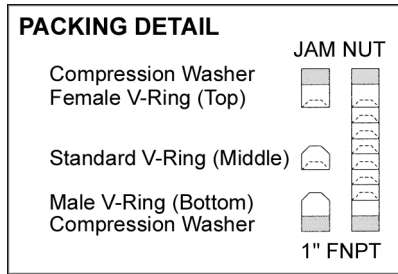 PACKING DETAIL
JAM NUT
Compression Washer
Female V-Ring (Top)
Standard V-Ring (Middle)
Male V-Ring (Bottom)
Compression Washer
1" FNPT